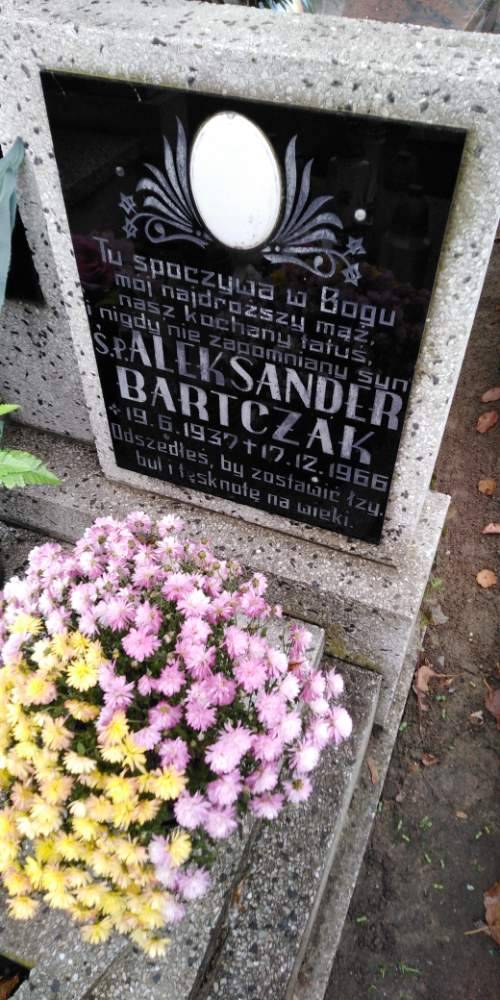 Tu spoczywa w Bogu
mój najdroższy mąż,
nasz kochany tatuś,
i nigdy nie zapomniany syn
Ś.P. ALEKSANDER
BARTCZAK
+ 19.6.1937 + 17.12.1966
Odszedłeś, by zostawić łzy,
ból i tęsknotę na wieki.